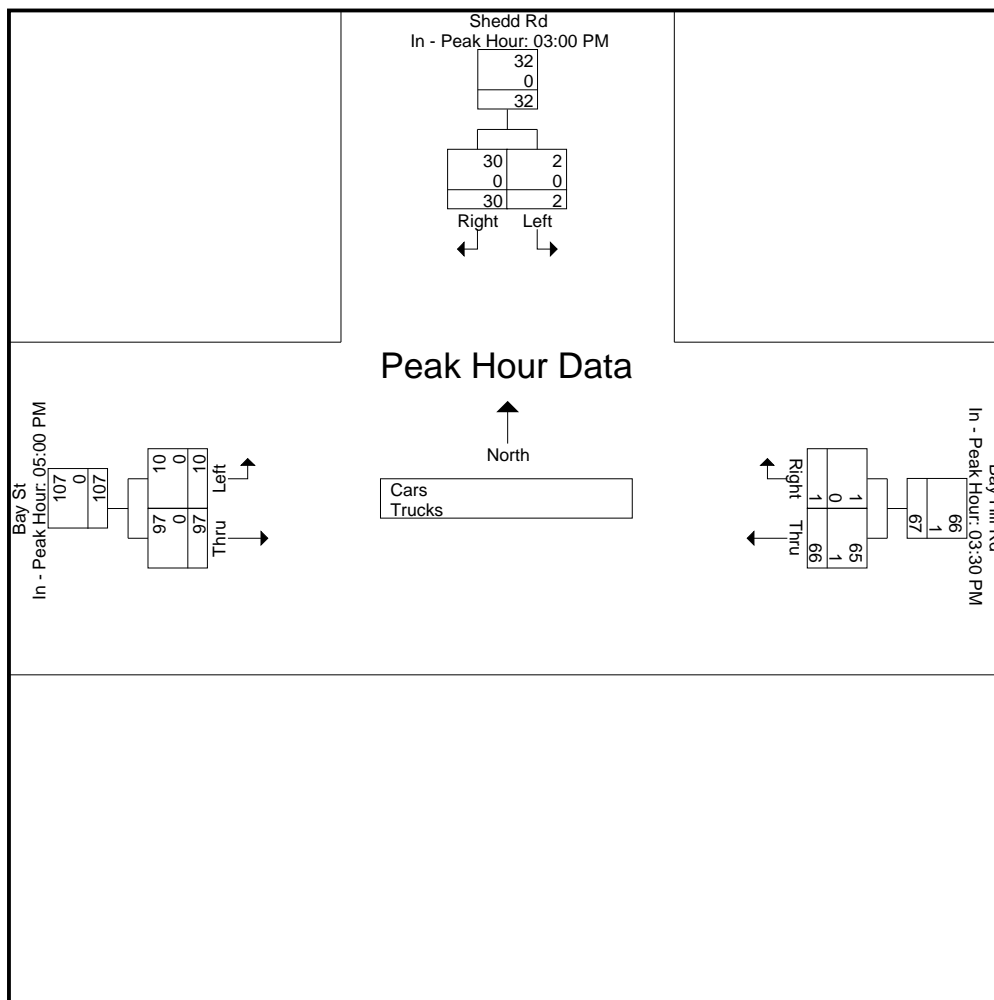 Shedd Rd
In - Peak Hour: 03:00 PM
32
0
32
30 2
0 0
30 2
Right Left
Peak Hour Data
North
Cars
Trucks
Bay St
In - Peak Hour: 05:00 PM
107
0
107
10 0 10
97 0 97
Left
Thru
Bay Hill Rd
In - Peak Hour: 03:30 PM
66
1
67
1 0 1
65 1 66
Right
Thru